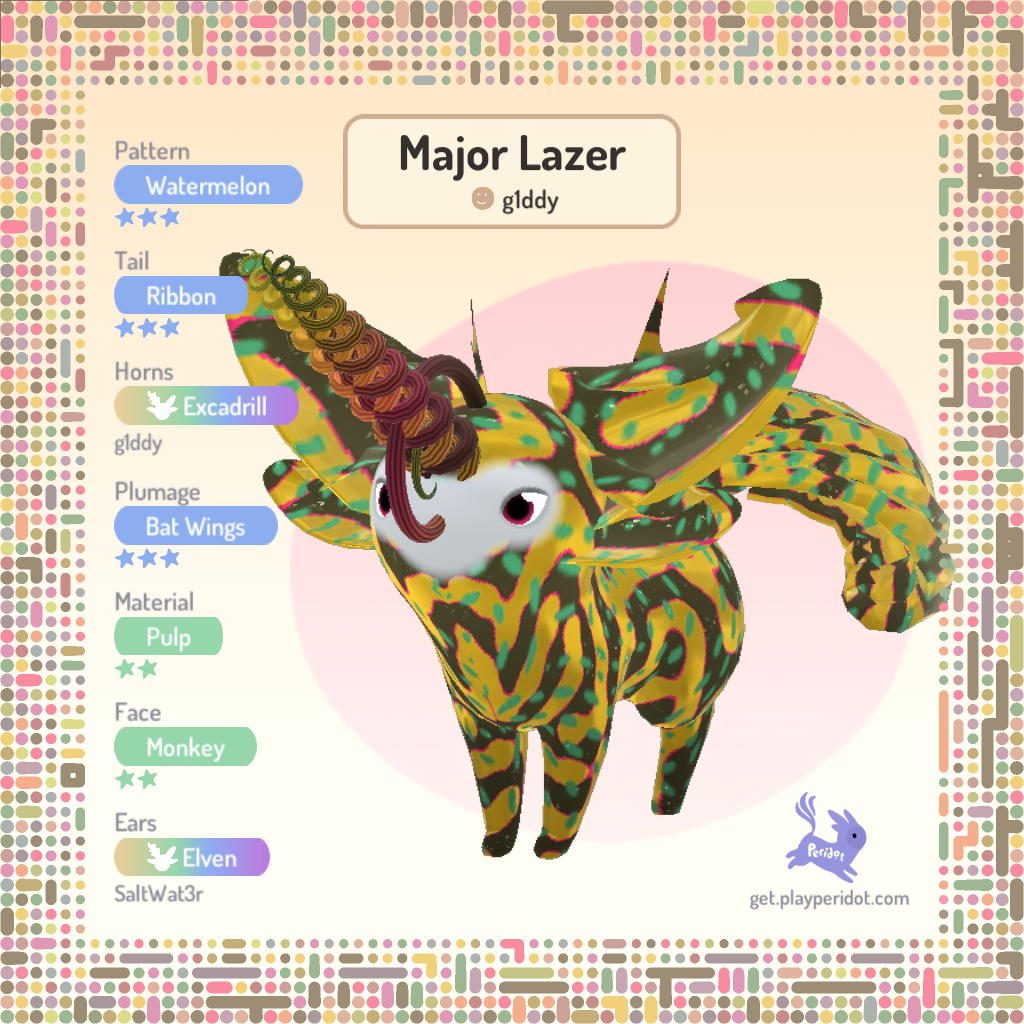 Major Lazer
g1ddy
Pattern
Watermelon
Tail
Ribbon
Horns
Excadrill
g1ddy
Plumage
Bat Wings
Material
Pulp
Face
Monkey
Ears
Elven
SaltWat3r
Peridot
get.playperidot.com